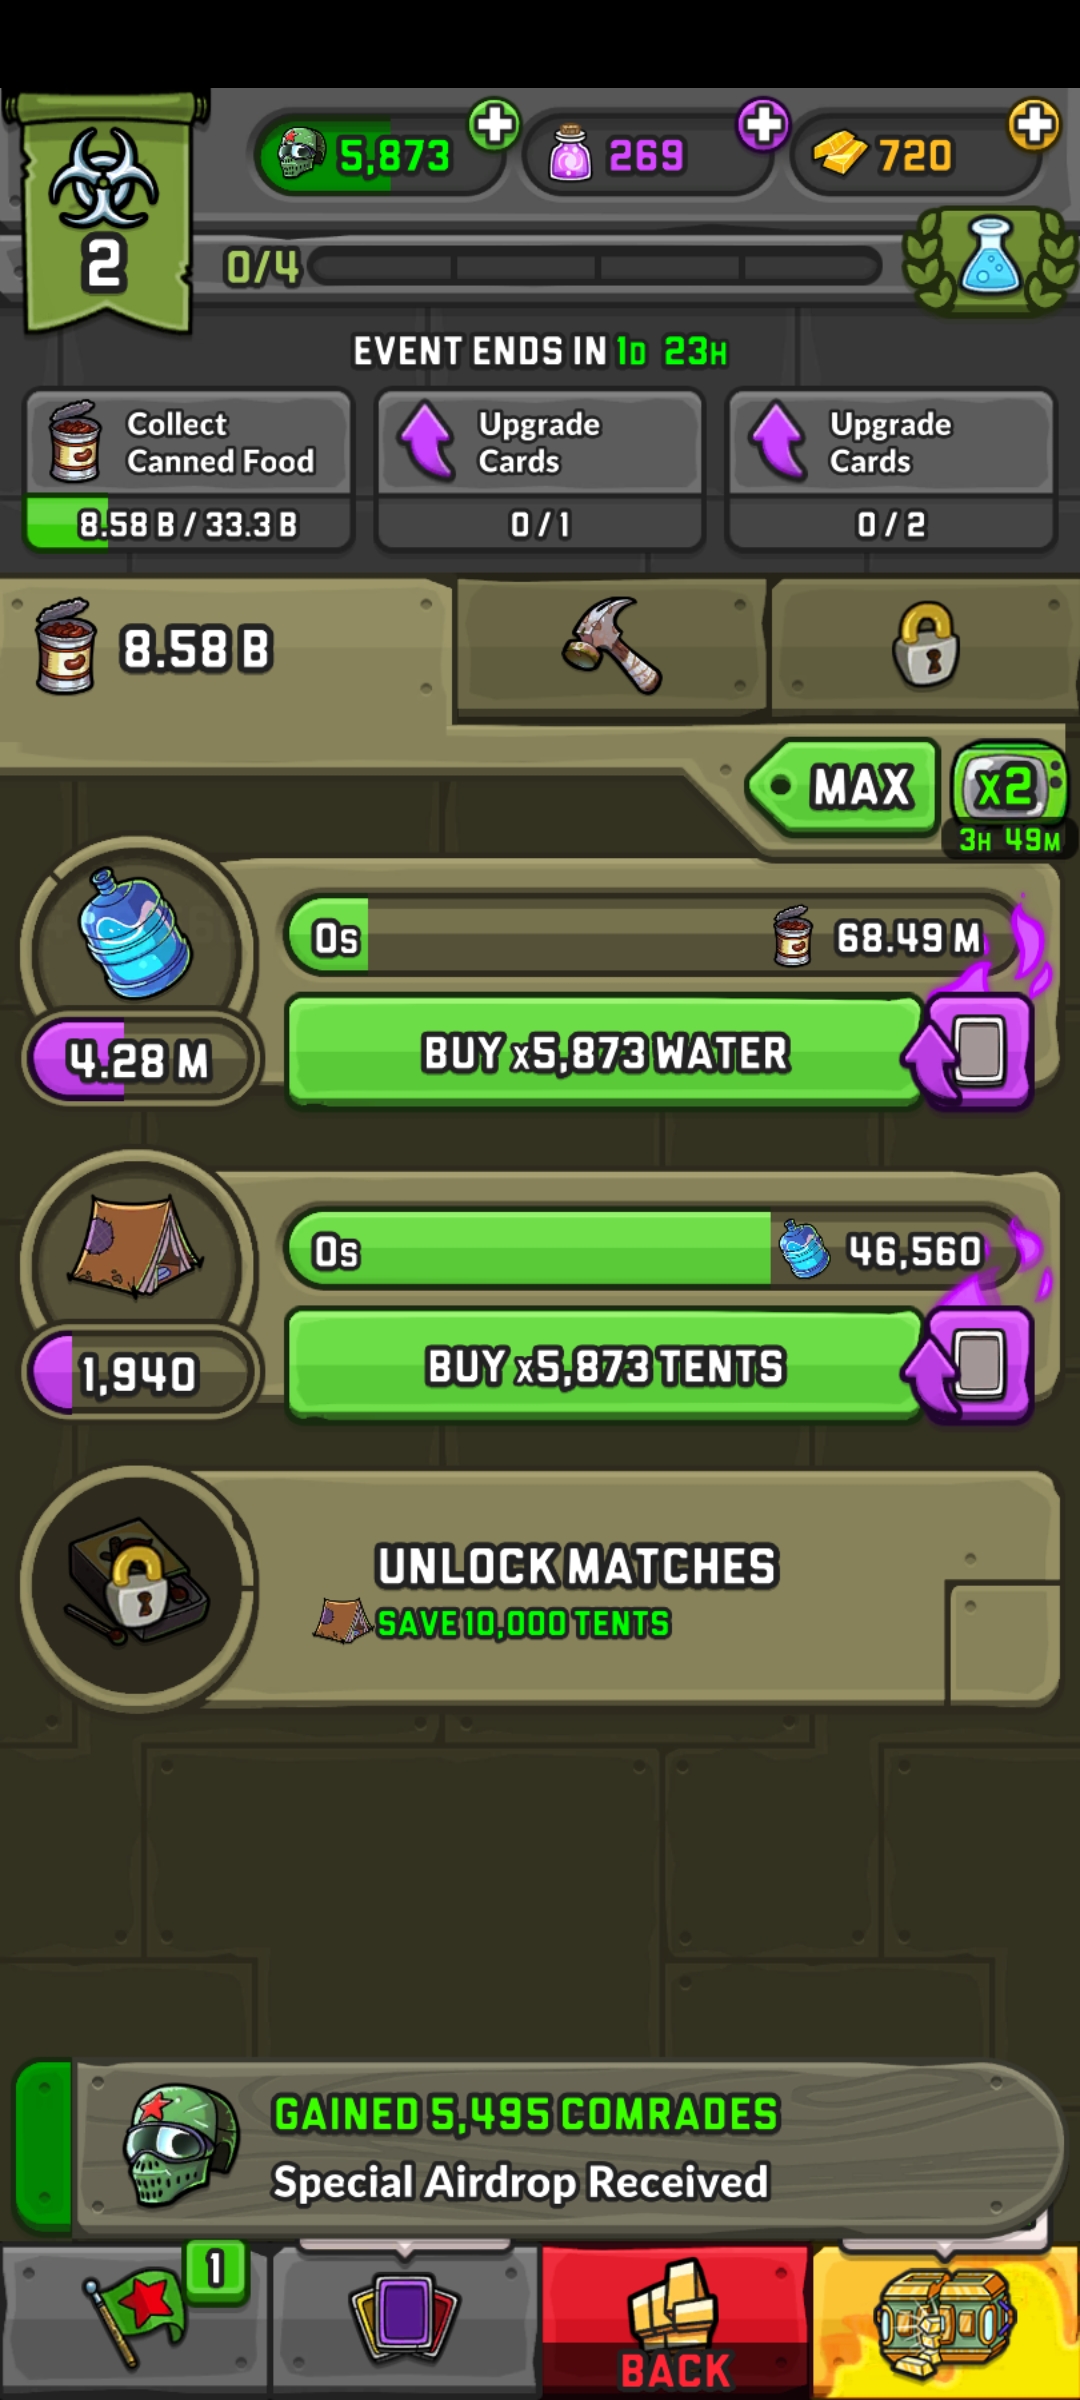 5,873
269
720
2
0/4
EVENT ENDS IN 1D 23H
Collect
Canned Food
8.58 B / 33.3 B
Upgrade
Cards
0 / 1
Upgrade
Cards
0 / 2
8.58 B
MAX
x2
3H 49M
0s
68.49 M
4.28 M
BUY x5,873 WATER
0s
46,560
1,940
BUY x5,873 TENTS
UNLOCK MATCHES
SAVE 10,000 TENTS
GAINED 5,495 COMRADES
Special Airdrop Received
1
BACK